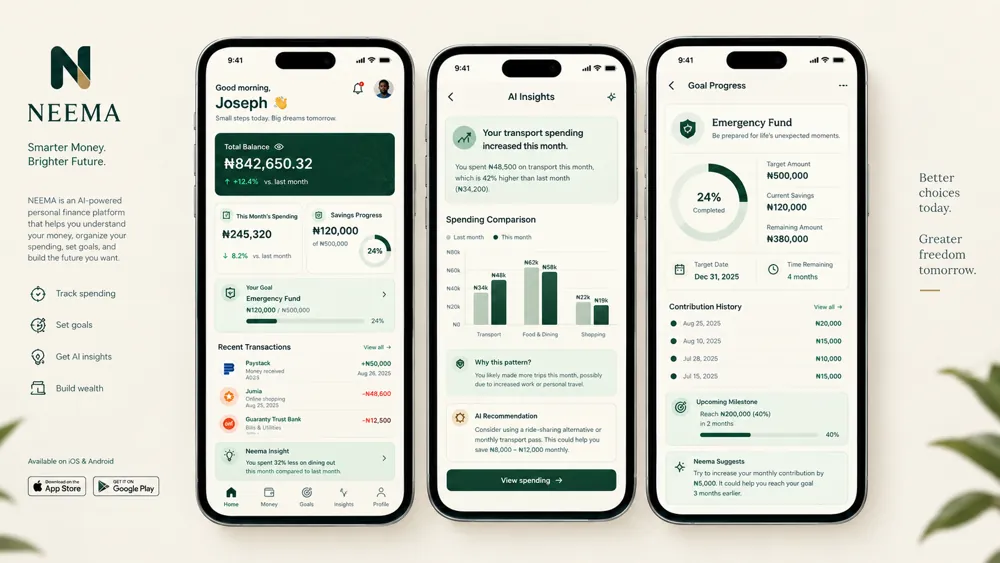 NEEMA
Smarter Money.
Brighter Future.
NEEMA is an AI-powered
personal finance platform
that helps you understand
your money, organize your
spending, set goals, and
build the future you want.
Track spending
Set goals
Get AI insights
Build wealth
Available on iOS & Android
Download on the
App Store
GET IT ON
Google Play
9:41
Good morning,
Joseph 👋
Small steps today. Big dreams tomorrow.
Total Balance
₦842,650.32
↑ +12.4% vs. last month
This Month's Spending
₦245,320
↓ 8.2% vs. last month
Savings Progress
₦120,000
of ₦500,000
24%
Your Goal
Emergency Fund
₦120,000 / ₦500,000
24%
Recent Transactions
View all →
Paystack
Money received
+₦50,000
Aug 26, 2025
Jumia
Online shopping
Aug 25, 2025
-₦48,600
Guaranty Trust Bank
Bills & Utilities
-₦12,500
Neema Insight
You spent 32% less on dining out
this month compared to last month.
Home
Money
Goals
Insights
Profile
9:41
AI Insights
Your transport spending
increased this month.
You spent ₦48,500 on transport this month,
which is 42% higher than last month
(₦34,200).
Spending Comparison
Last month
This month
₦80k
₦60k
₦40k
₦20k
₦0
₦34k
₦48k
₦62k
₦58k
₦22k
₦19k
Transport
Food & Dining
Shopping
Why this pattern?
You likely made more trips this month, possibly
due to increased work or personal travel.
AI Recommendation
Consider using a ride-sharing alternative or
monthly transport pass. This could help you
save ₦8,000 – ₦12,000 monthly.
View spending →
9:41
Goal Progress
Emergency Fund
Be prepared for life's unexpected moments.
24%
Completed
Target Amount
₦500,000
Current Savings
₦120,000
Remaining Amount
₦380,000
Target Date
Dec 31, 2025
Time Remaining
4 months
Contribution History
View all →
Aug 25, 2025
₦20,000
Aug 10, 2025
₦15,000
Jul 28, 2025
₦10,000
Jul 15, 2025
₦15,000
Upcoming Milestone
Reach ₦200,000 (40%)
in 2 months
40%
Neema Suggests
Try to increase your monthly contribution by
₦5,000. It could help you reach your goal
3 months earlier.
Better
choices
today.
Greater
freedom
tomorrow.